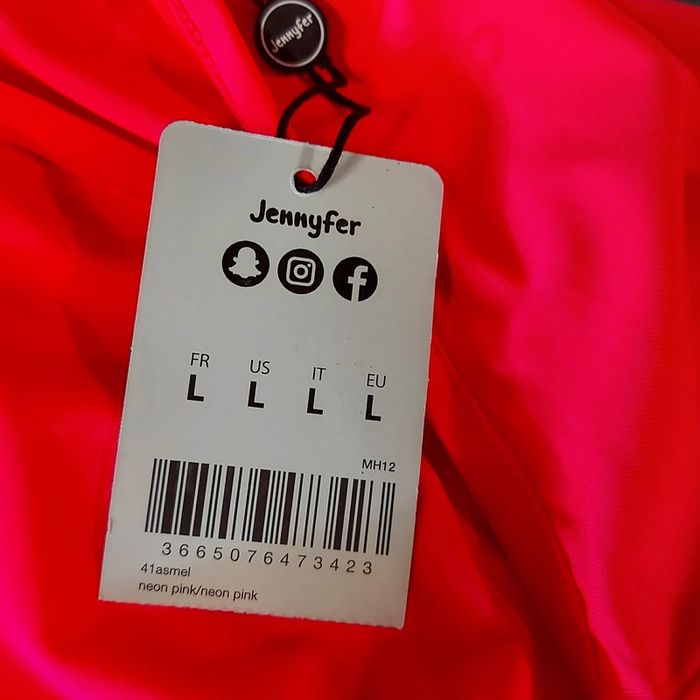 Jennyfer
Jennyfer
FR US IT EU
L L L L
MH12
3665076473423
41asmel
neon pink/neon pink